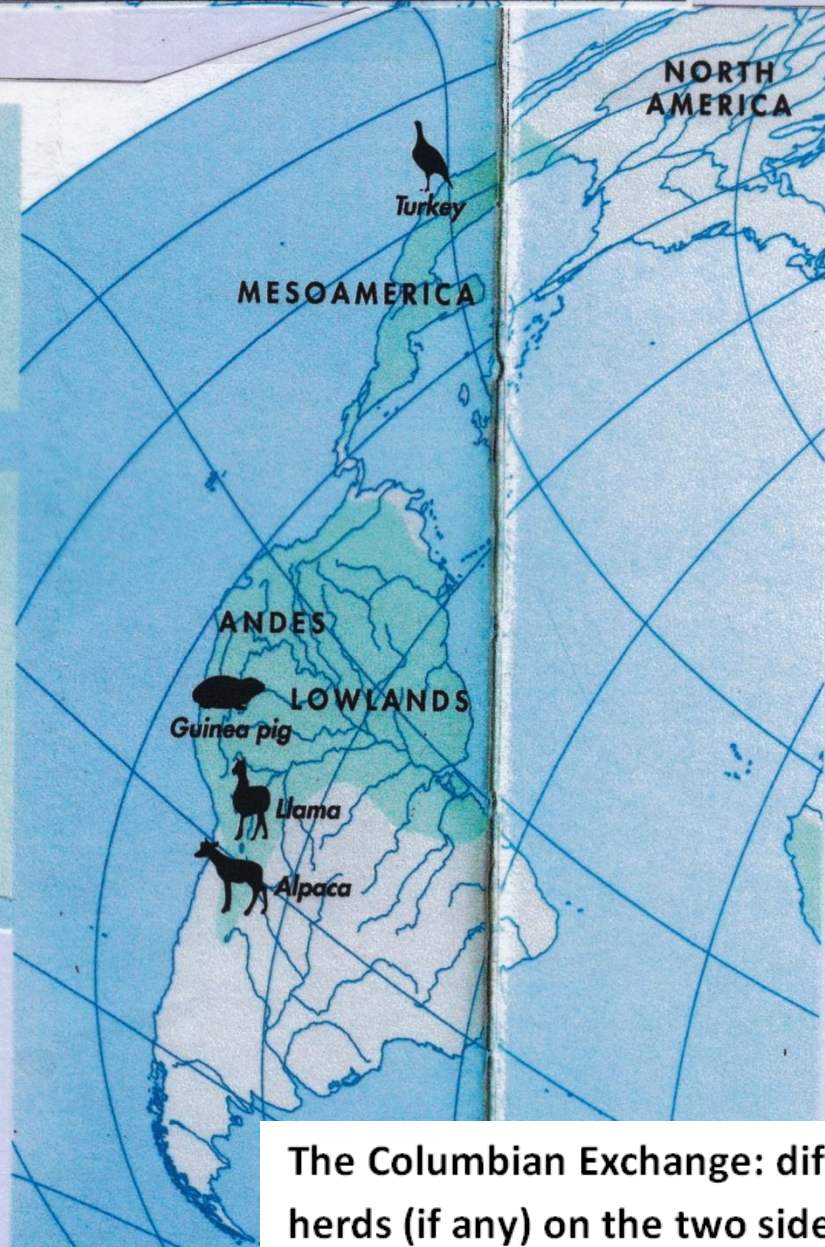 NORTH
AMERICA
Turkey
MESOAMERICA
ANDES
LOWLANDS
Guinea pig
Llama
Alpaca
The Columbian Exchange: dif
herds (if any) on the two side